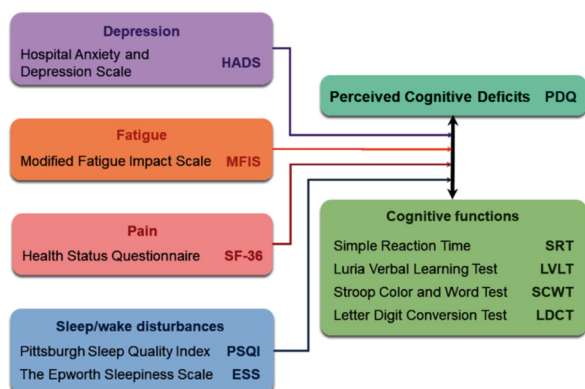 Depression
Hospital Anxiety and
Depression Scale HADS
Fatigue
Modified Fatigue Impact Scale MFIS
Pain
Health Status Questionnaire SF-36
Sleep/wake disturbances
Pittsburgh Sleep Quality Index PSQI
The Epworth Sleepiness Scale ESS
Perceived Cognitive Deficits PDQ
Cognitive functions
Simple Reaction Time SRT
Luria Verbal Learning Test LVLT
Stroop Color and Word Test SCWT
Letter Digit Conversion Test LDCT